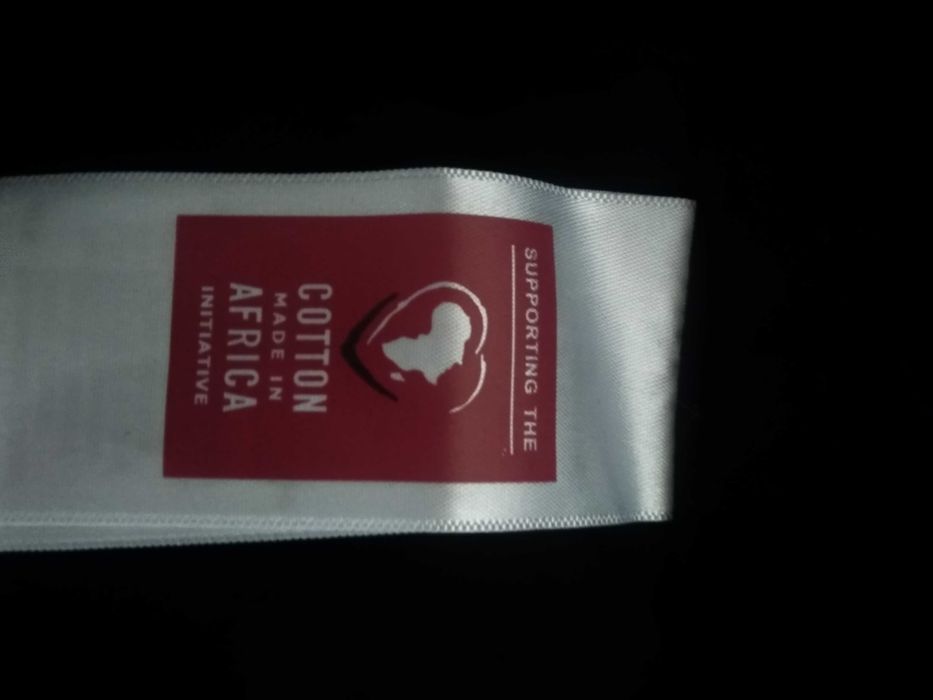 SUPPORTING THE
COTTON
MADE IN
AFRICA
INITIATIVE